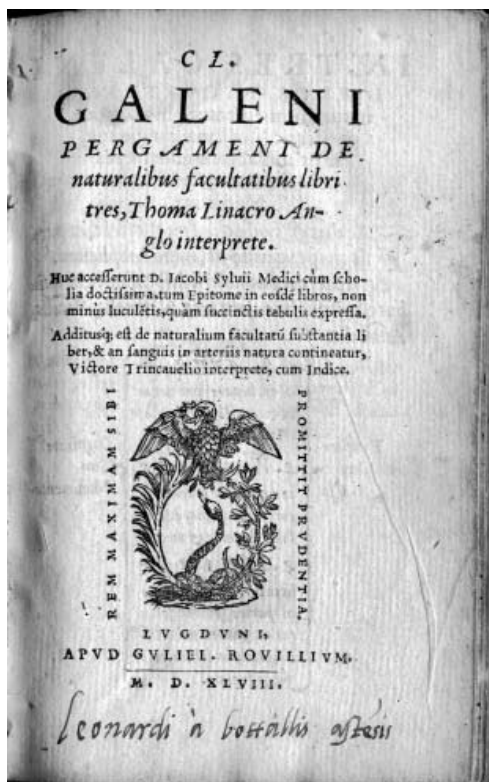 CL.
GALENI
PERGAMENI DE
naturalibus facultatibus libri
tres, Thoma Linacro An-
glo interprete.
Huc accesserunt D. Iacobi Syluii Medici cùm scho-
lia doctissima, tum Epitome in eosdē libros, non
minùs luculētis, quàm succinctis tabulis expressa.
Additusq; est de naturalium facultatū substantia li
ber, & an sanguis in arteriis natura contineatur,
Victore Trincauelio interprete, cum Indice.
REM MAXIMAM SIBI
PROMITTIT PRVDENTIA.
LVGDVNI,
APVD GVLIEL. ROVILLIVM.
M. D. XLVIII.
Leonardi à bottallis astēsis